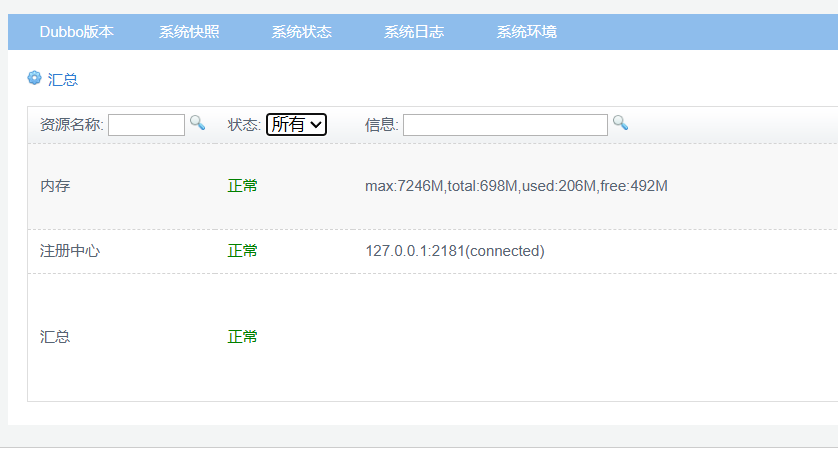 Dubbo版本 系统快照 系统状态 系统日志 系统环境
汇总
资源名称: 状态: 所有 信息:
内存 正常 max:7246M,total:698M,used:206M,free:492M
注册中心 正常 127.0.0.1:2181(connected)
汇总 正常